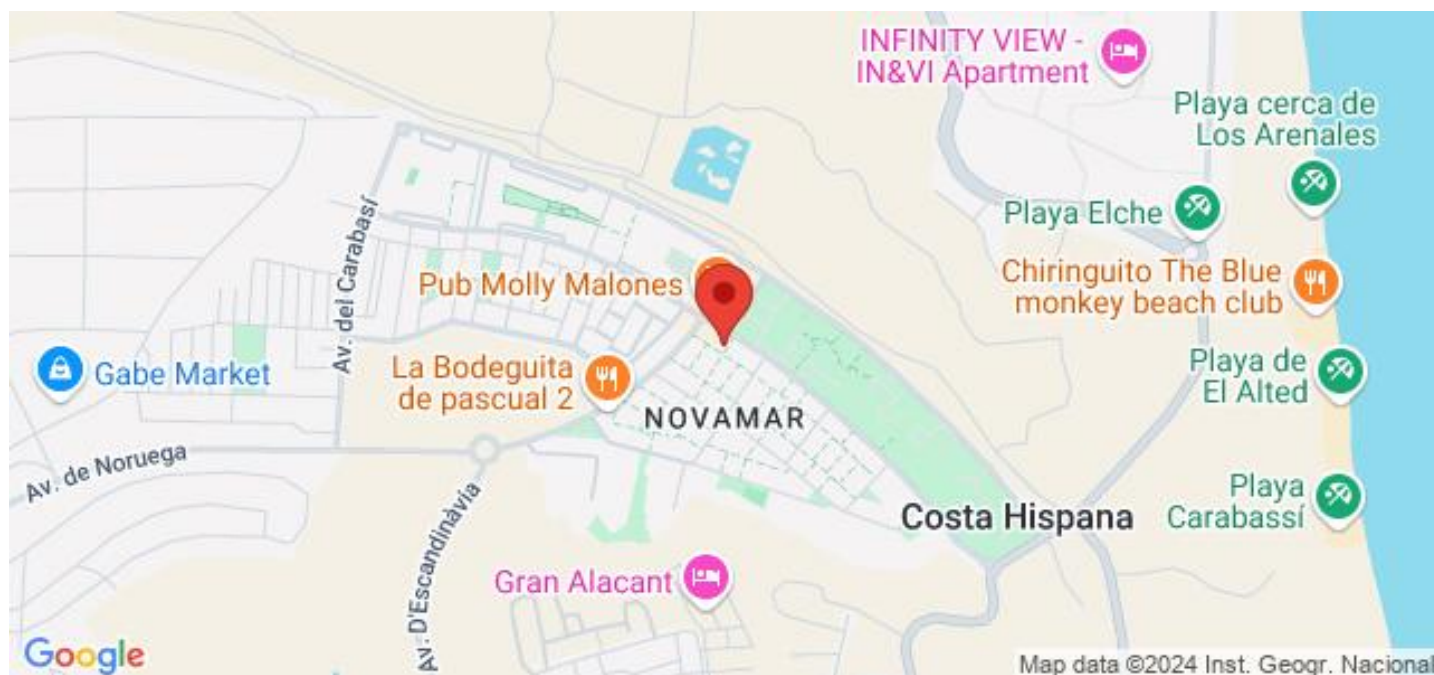 INFINITY VIEW -
IN&VI Apartment
Playa cerca de
Los Arenales
Playa Elche
Av. del Carabasí
Pub Molly Malones
Chiringuito The Blue
monkey beach club
Gabe Market
La Bodeguita
de pascual 2
Playa de
El Alted
NOVAMAR
Av. de Noruega
Playa
Carabassí
Costa Hispana
Av. D'Escandinàvia
Gran Alacant
Google
Map data ©2024 Inst. Geogr. Nacional